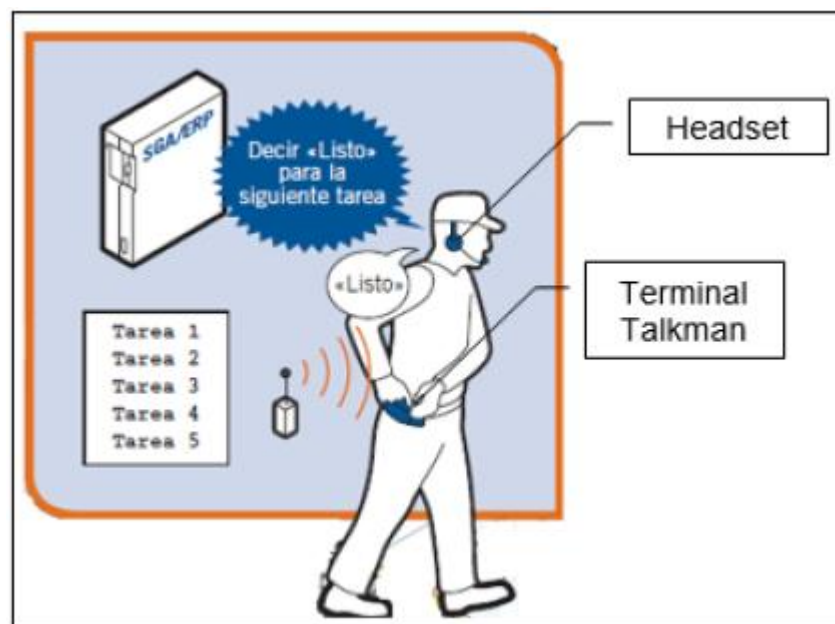 SGA/ERP
Decir «Listo»
para la
siguiente tarea
Headset
«Listo»
Terminal
Talkman
Tarea 1
Tarea 2
Tarea 3
Tarea 4
Tarea 5